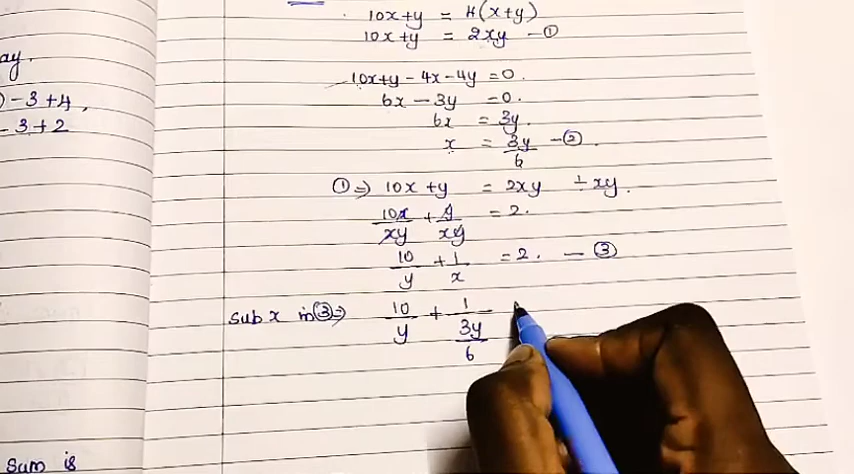 ay.
) -3+4,
- 3+2
Sum is
10x+y = 4(x+y)
10x+y = 2xy -①
10x+y-4x-4y =0.
6x-3y =0.
6x = 3y.
x = 3y/6 -②.
①⇒ 10x+y = 2xy ÷xy.
10x/xy + y/xy =2.
10/y + 1/x =2. -③
Sub x in ③⇒ 10/y + 1/(3y/6)